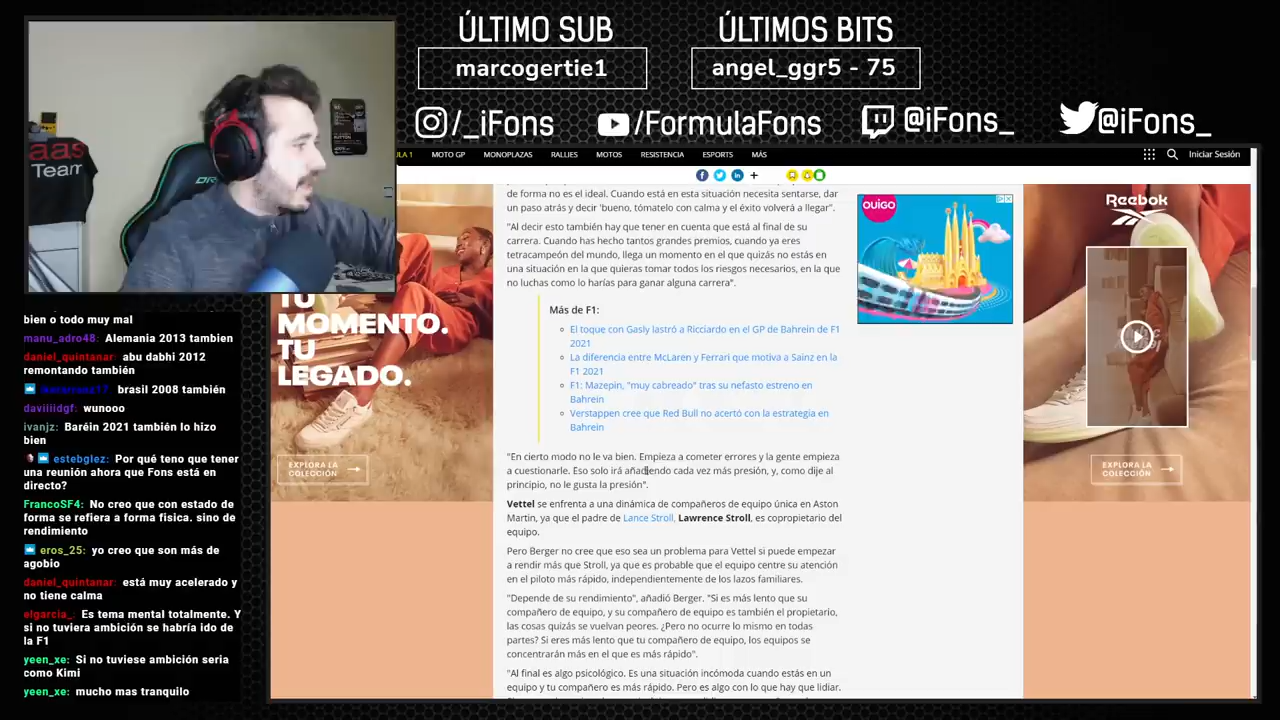 ÚLTIMO SUB
marcogertie1
ÚLTIMOS BITS
angel_ggr5 - 75
/_iFons
/FormulaFons
@iFons_
@iFons_
aas
Team
ULA 1 MOTO GP MONOPLAZAS RALLIES MOTOS RESISTENCIA ESPORTS MÁS
Iniciar Sesión
de forma no es el ideal. Cuando está en esta situación necesita sentarse, dar
un paso atrás y decir 'bueno, tómatelo con calma y el éxito volverá a llegar".
"Al decir esto también hay que tener en cuenta que está al final de su
carrera. Cuando has hecho tantos grandes premios, cuando ya eres
tetracampeón del mundo, llega un momento en el que quizás no estás en
una situación en la que quieras tomar todos los riesgos necesarios, en la que
no luchas como lo harías para ganar alguna carrera".
Más de F1:
El toque con Gasly lastró a Ricciardo en el GP de Bahrein de F1
2021
La diferencia entre McLaren y Ferrari que motiva a Sainz en la
F1 2021
F1: Mazepin, "muy cabreado" tras su nefasto estreno en
Bahrein
Verstappen cree que Red Bull no acertó con la estrategia en
Bahrein
"En cierto modo no le va bien. Empieza a cometer errores y la gente empieza
a cuestionarle. Eso solo irá añadiendo cada vez más presión, y, como dije al
principio, no le gusta la presión".
Vettel se enfrenta a una dinámica de compañeros de equipo única en Aston
Martin, ya que el padre de Lance Stroll, Lawrence Stroll, es copropietario del
equipo.
Pero Berger no cree que eso sea un problema para Vettel si puede empezar
a rendir más que Stroll, ya que es probable que el equipo centre su atención
en el piloto más rápido, independientemente de los lazos familiares.
"Depende de su rendimiento", añadió Berger. "Si es más lento que su
compañero de equipo, y su compañero de equipo es también el propietario,
las cosas quizás se vuelvan peores. ¿Pero no ocurre lo mismo en todas
partes? Si eres más lento que tu compañero de equipo, los equipos se
concentrarán más en el que es más rápido".
"Al final es algo psicológico. Es una situación incómoda cuando estás en un
equipo y tu compañero es más rápido. Pero es algo con lo que hay que lidiar.
TU
MOMENTO.
TU
LEGADO.
EXPLORA LA
COLECCIÓN
OUIGO
Reebok
EXPLORA LA
COLECCIÓN
bien o todo muy mal
manu_adro48: Alemania 2013 tambien
daniel_quintanar: abu dabhi 2012
remontando también
brasil 2008 también
daviiiidgf: wunooo
ivanjz: Baréin 2021 también lo hizo
bien
estebglez: Por qué teno que tener
una reunión ahora que Fons está en
directo?
FrancoSF4: No creo que con estado de
forma se refiera a forma física. sino de
rendimiento
eros_25: yo creo que son más de
agobio
daniel_quintanar: está muy acelerado y
no tiene calma
elgarcia_: Es tema mental totalmente. Y
si no tuviera ambición se habría ido de
la F1
yeen_xe: Si no tuviese ambición seria
como Kimi
yeen_xe: mucho mas tranquilo